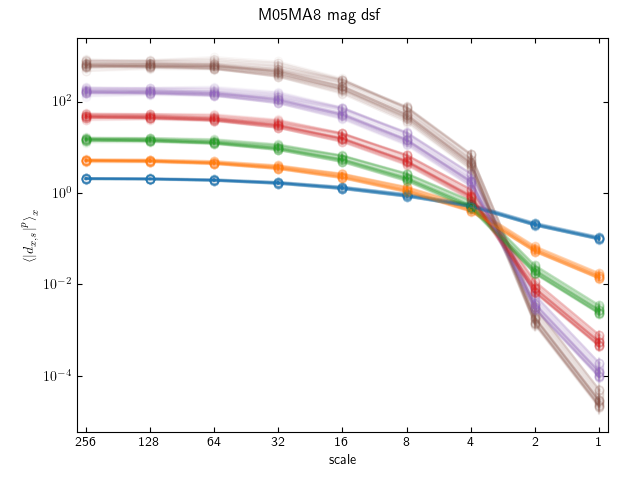 M05MA8 mag dsf
⟨|d_{x,s}|^p⟩_x
10^2
10^0
10^{-2}
10^{-4}
256 128 64 32 16 8 4 2 1
scale